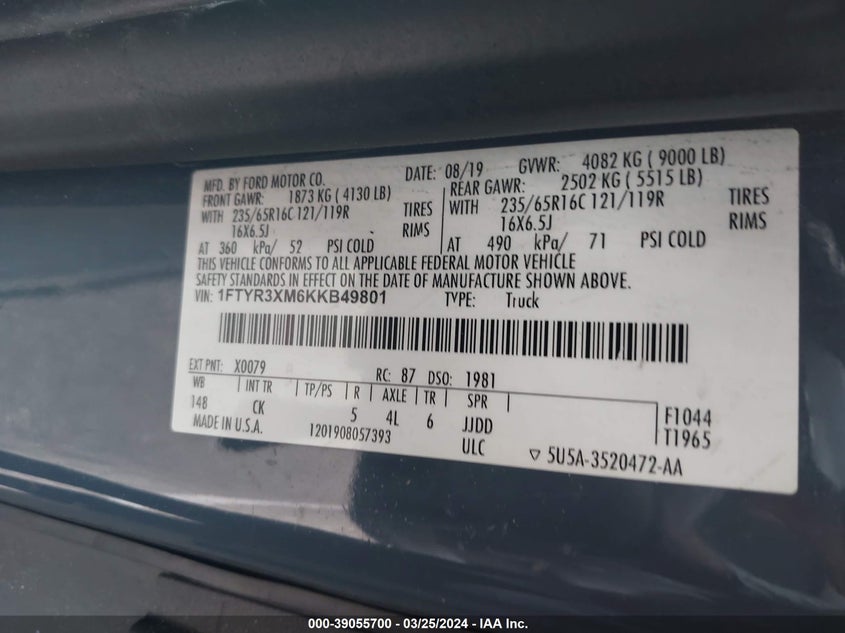 MFD. BY FORD MOTOR CO. DATE: 08/19 GVWR: 4082 KG ( 9000 LB)
FRONT GAWR: 1873 KG ( 4130 LB) REAR GAWR: 2502 KG ( 5515 LB)
WITH 235/65R16C 121/119R TIRES WITH 235/65R16C 121/119R TIRES
16X6.5J RIMS 16X6.5J RIMS
AT 360 kPa/ 52 PSI COLD AT 490 kPa/ 71 PSI COLD
THIS VEHICLE CONFORMS TO ALL APPLICABLE FEDERAL MOTOR VEHICLE
SAFETY STANDARDS IN EFFECT ON THE DATE OF MANUFACTURE SHOWN ABOVE.
VIN: 1FTYR3XM6KKB49801 TYPE: Truck
EXT PNT: X0079 RC: 87 DSO: 1981
WB INT TR TP/PS R AXLE TR SPR F1044
148 CK 5 4L 6 JJDD T1965
MADE IN U.S.A. 1201908057393 ULC ▽ 5U5A-3520472-AA
000-39055700 - 03/25/2024 - IAA Inc.